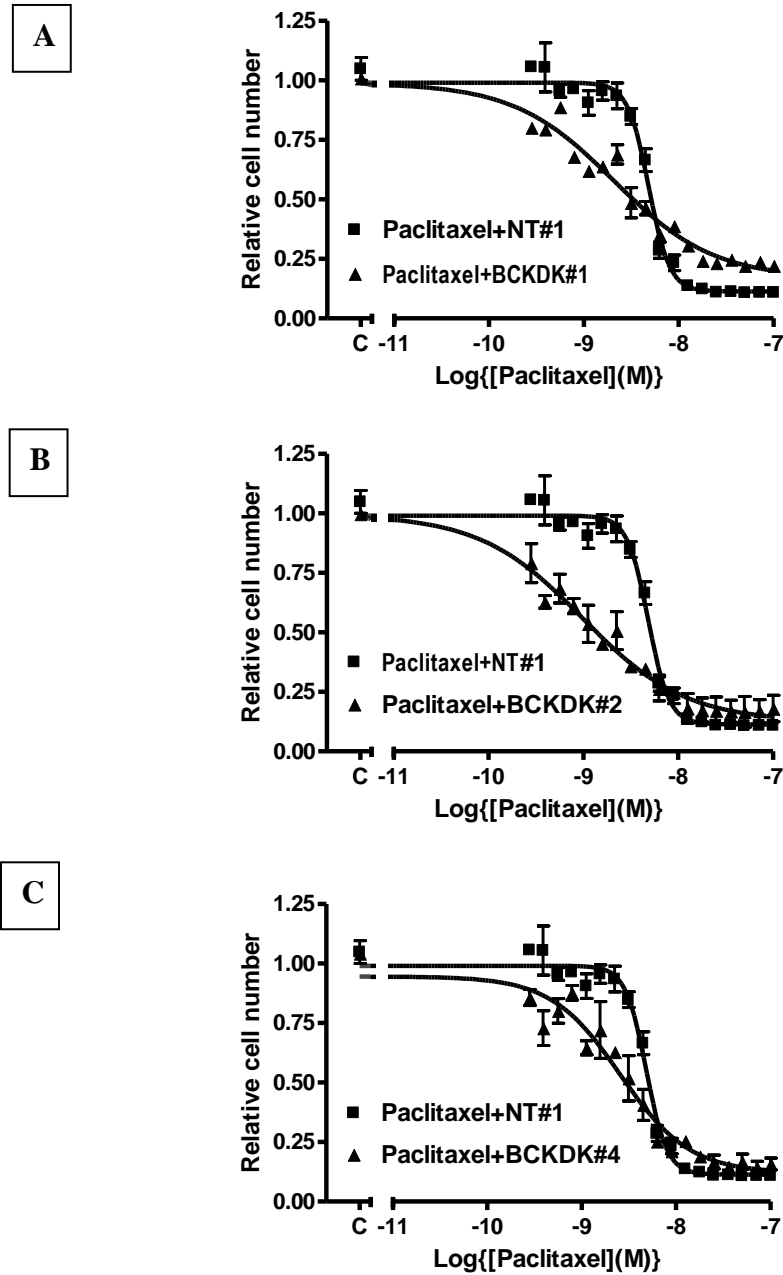 A
1.25
1.00
0.75
0.50
0.25
0.00
Relative cell number
Paclitaxel+NT#1
Paclitaxel+BCKDK#1
C -11 -10 -9 -8 -7
Log{[Paclitaxel](M)}
B
1.25
1.00
0.75
0.50
0.25
0.00
Relative cell number
Paclitaxel+NT#1
Paclitaxel+BCKDK#2
C -11 -10 -9 -8 -7
Log{[Paclitaxel](M)}
C
1.25
1.00
0.75
0.50
0.25
0.00
Relative cell number
Paclitaxel+NT#1
Paclitaxel+BCKDK#4
C -11 -10 -9 -8 -7
Log{[Paclitaxel](M)}